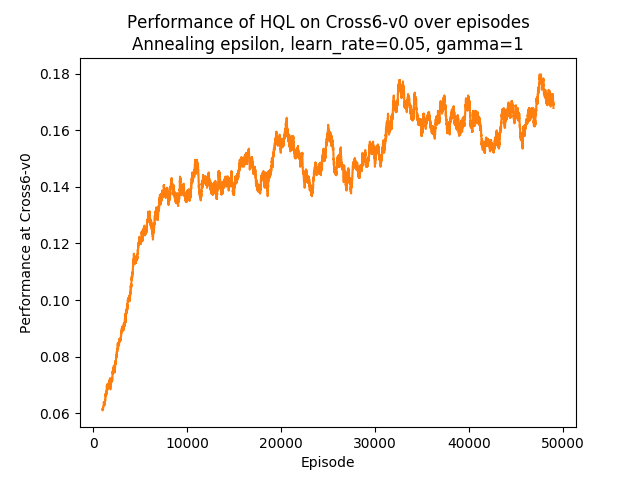 Performance of HQL on Cross6-v0 over episodes
Annealing epsilon, learn_rate=0.05, gamma=1
0.18
0.16
0.14
0.12
0.10
0.08
0.06
Performance at Cross6-v0
0 10000 20000 30000 40000 50000
Episode